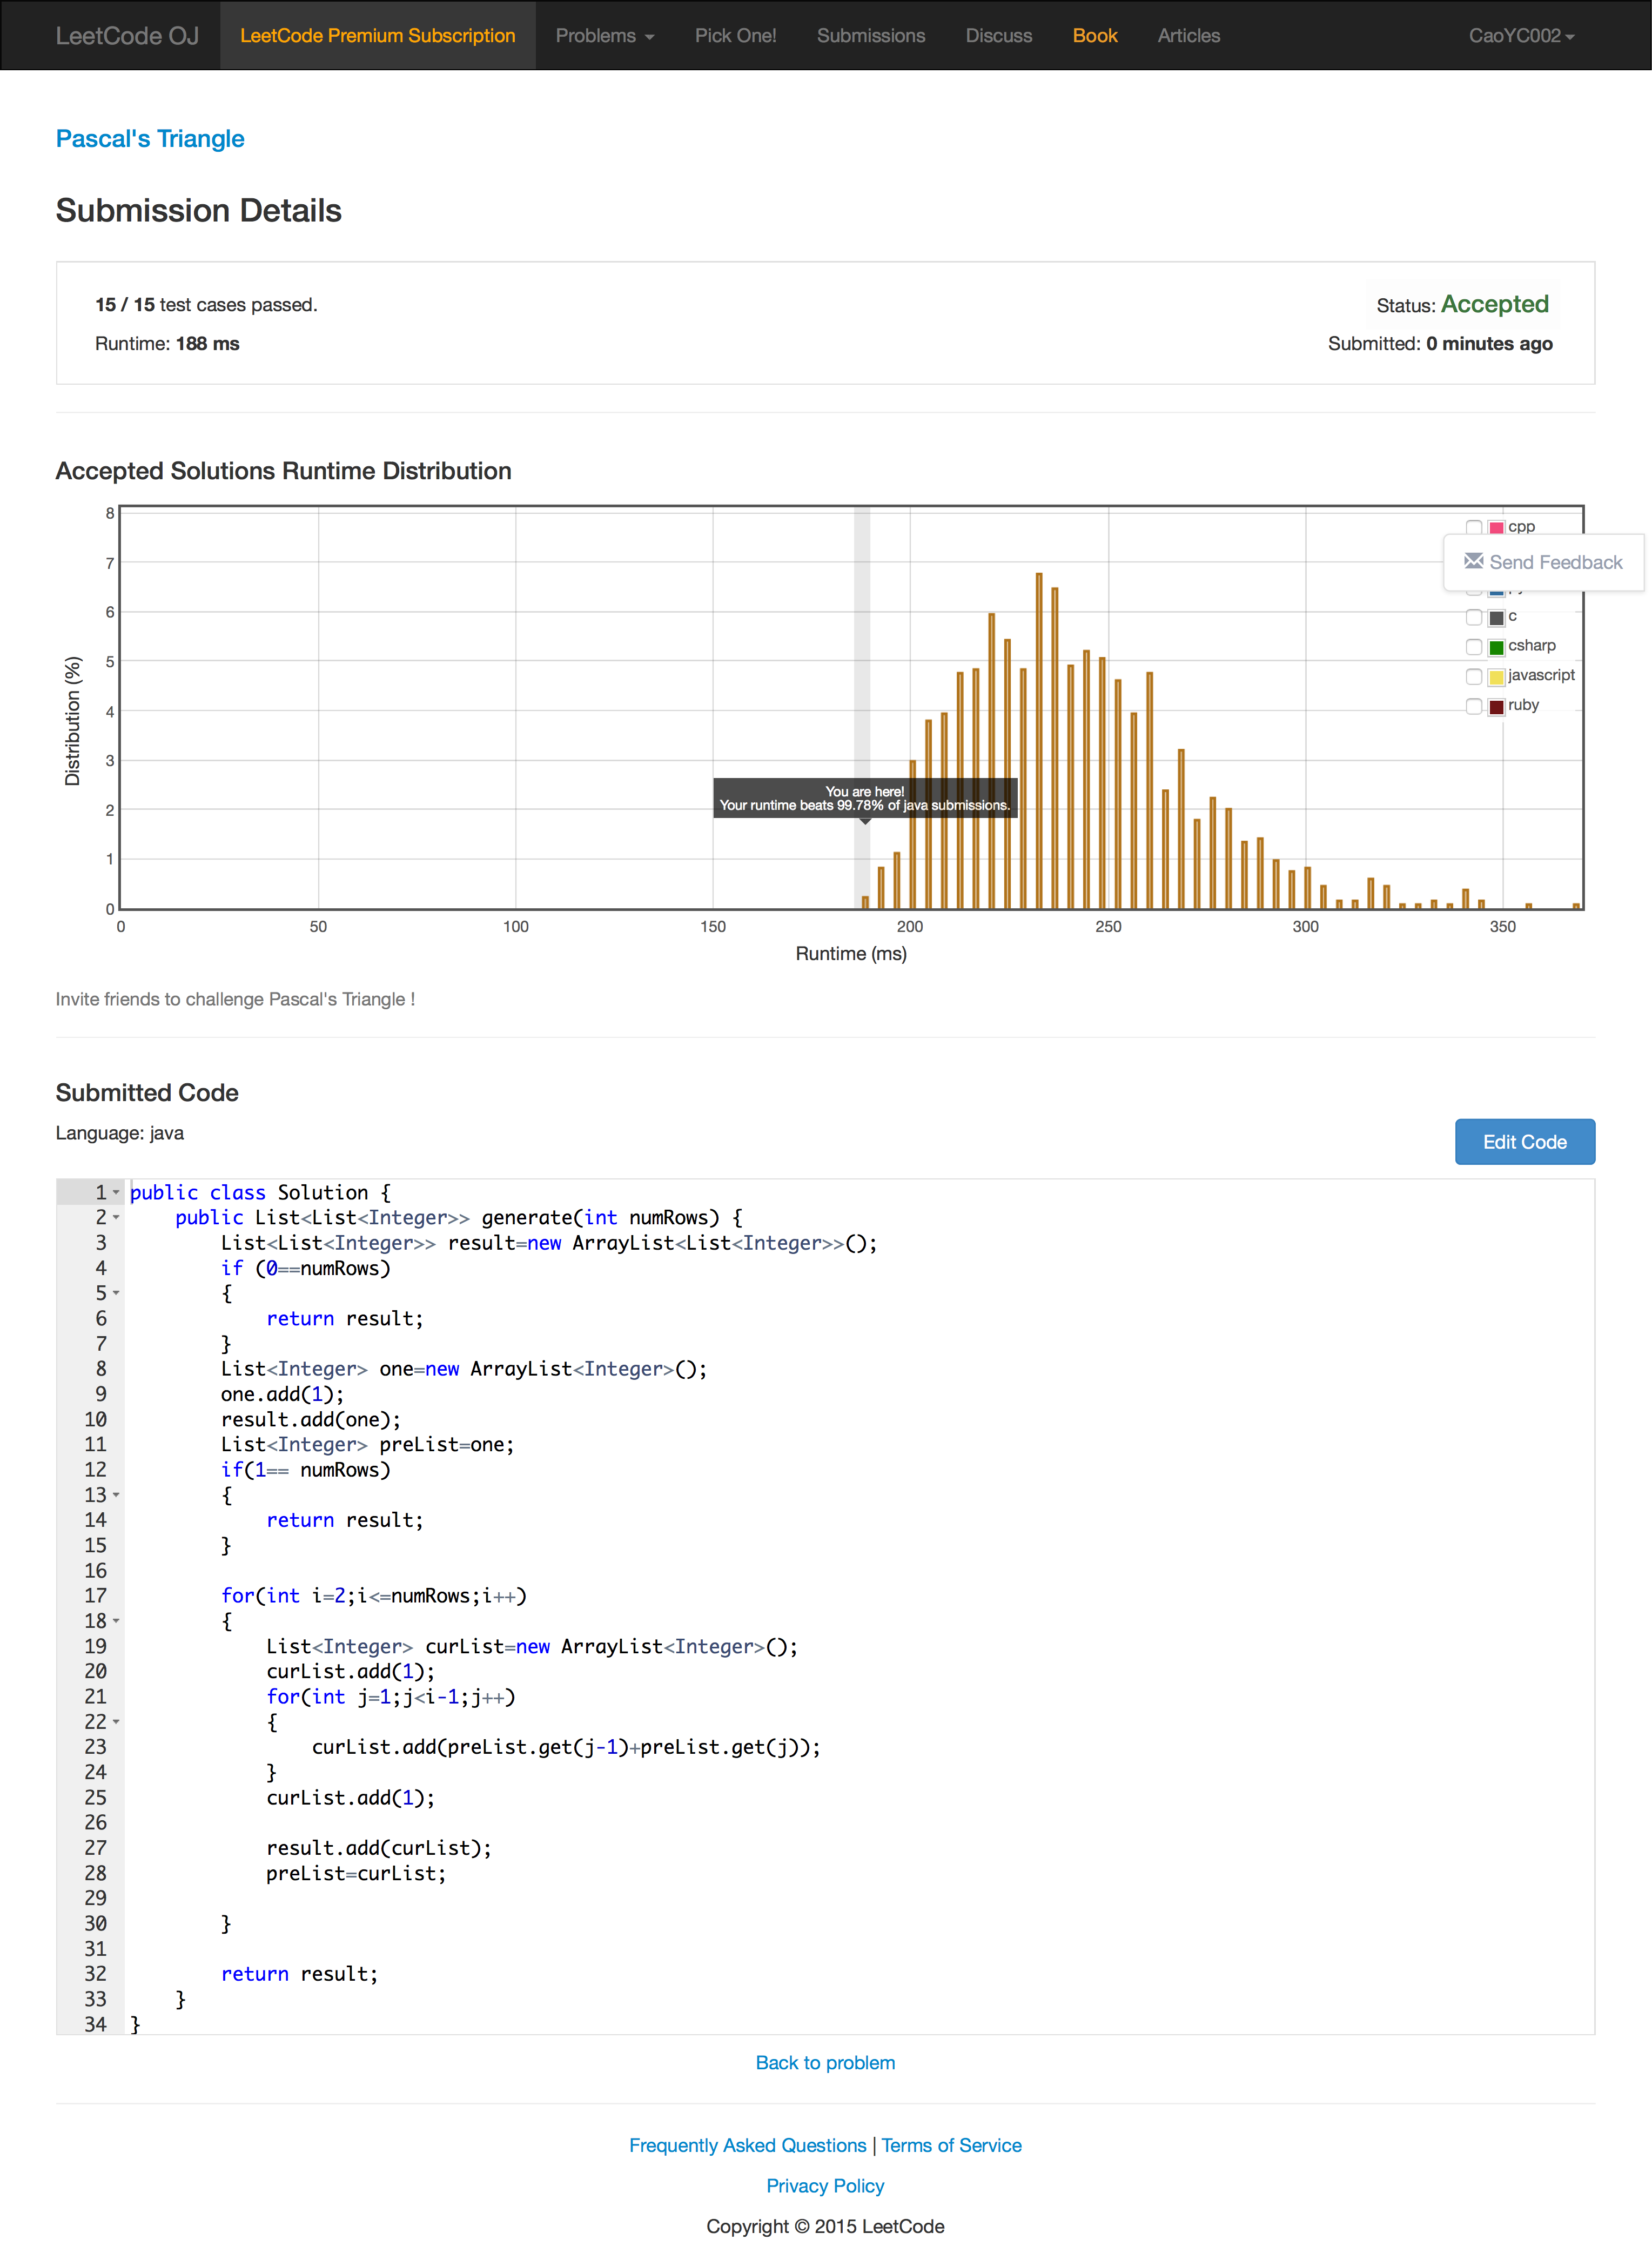 LeetCode OJ LeetCode Premium Subscription Problems Pick One! Submissions Discuss Book Articles CaoYC002
Pascal's Triangle
Submission Details
15 / 15 test cases passed.
Status: Accepted
Runtime: 188 ms
Submitted: 0 minutes ago
Accepted Solutions Runtime Distribution
8
7
6
5
4
3
2
1
0
Distribution (%)
0 50 100 150 200 250 300 350
Runtime (ms)
You are here!
Your runtime beats 99.78% of java submissions.
cpp
Send Feedback
c
csharp
javascript
ruby
Invite friends to challenge Pascal's Triangle !
Submitted Code
Language: java
Edit Code
1 public class Solution {
2     public List<List<Integer>> generate(int numRows) {
3         List<List<Integer>> result=new ArrayList<List<Integer>>();
4         if (0==numRows)
5         {
6             return result;
7         }
8         List<Integer> one=new ArrayList<Integer>();
9         one.add(1);
10         result.add(one);
11         List<Integer> preList=one;
12         if(1== numRows)
13         {
14             return result;
15         }
16
17         for(int i=2;i<=numRows;i++)
18         {
19             List<Integer> curList=new ArrayList<Integer>();
20             curList.add(1);
21             for(int j=1;j<i-1;j++)
22             {
23                 curList.add(preList.get(j-1)+preList.get(j));
24             }
25             curList.add(1);
26
27             result.add(curList);
28             preList=curList;
29
30         }
31
32         return result;
33     }
34 }
Back to problem
Frequently Asked Questions | Terms of Service
Privacy Policy
Copyright © 2015 LeetCode